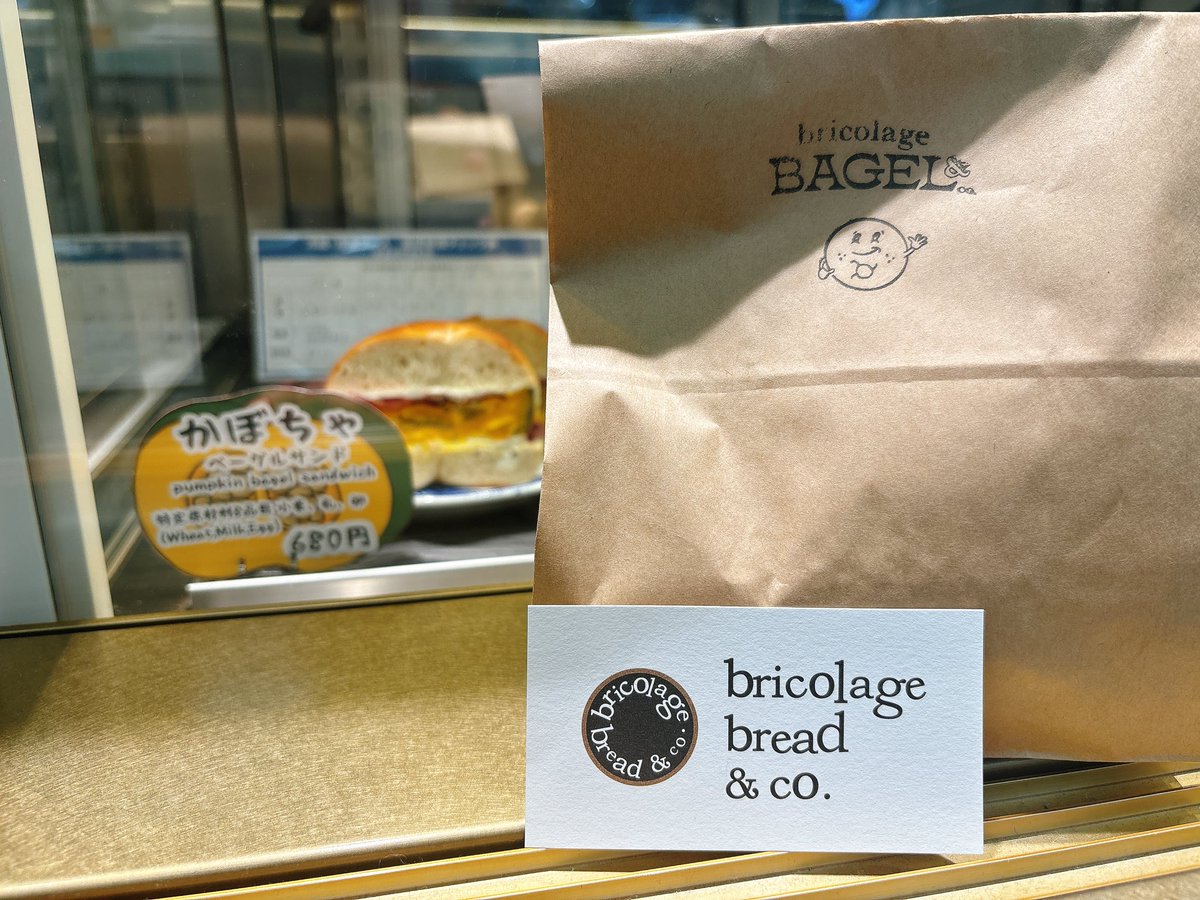 bricolage
BAGEL &
co.
かぼちゃ
ベーグルサンド
pumpkin bagel sandwich
(Wheat,Milk,Egg)
680円
bricolage
bread & co.
bricolage
bread
& co.